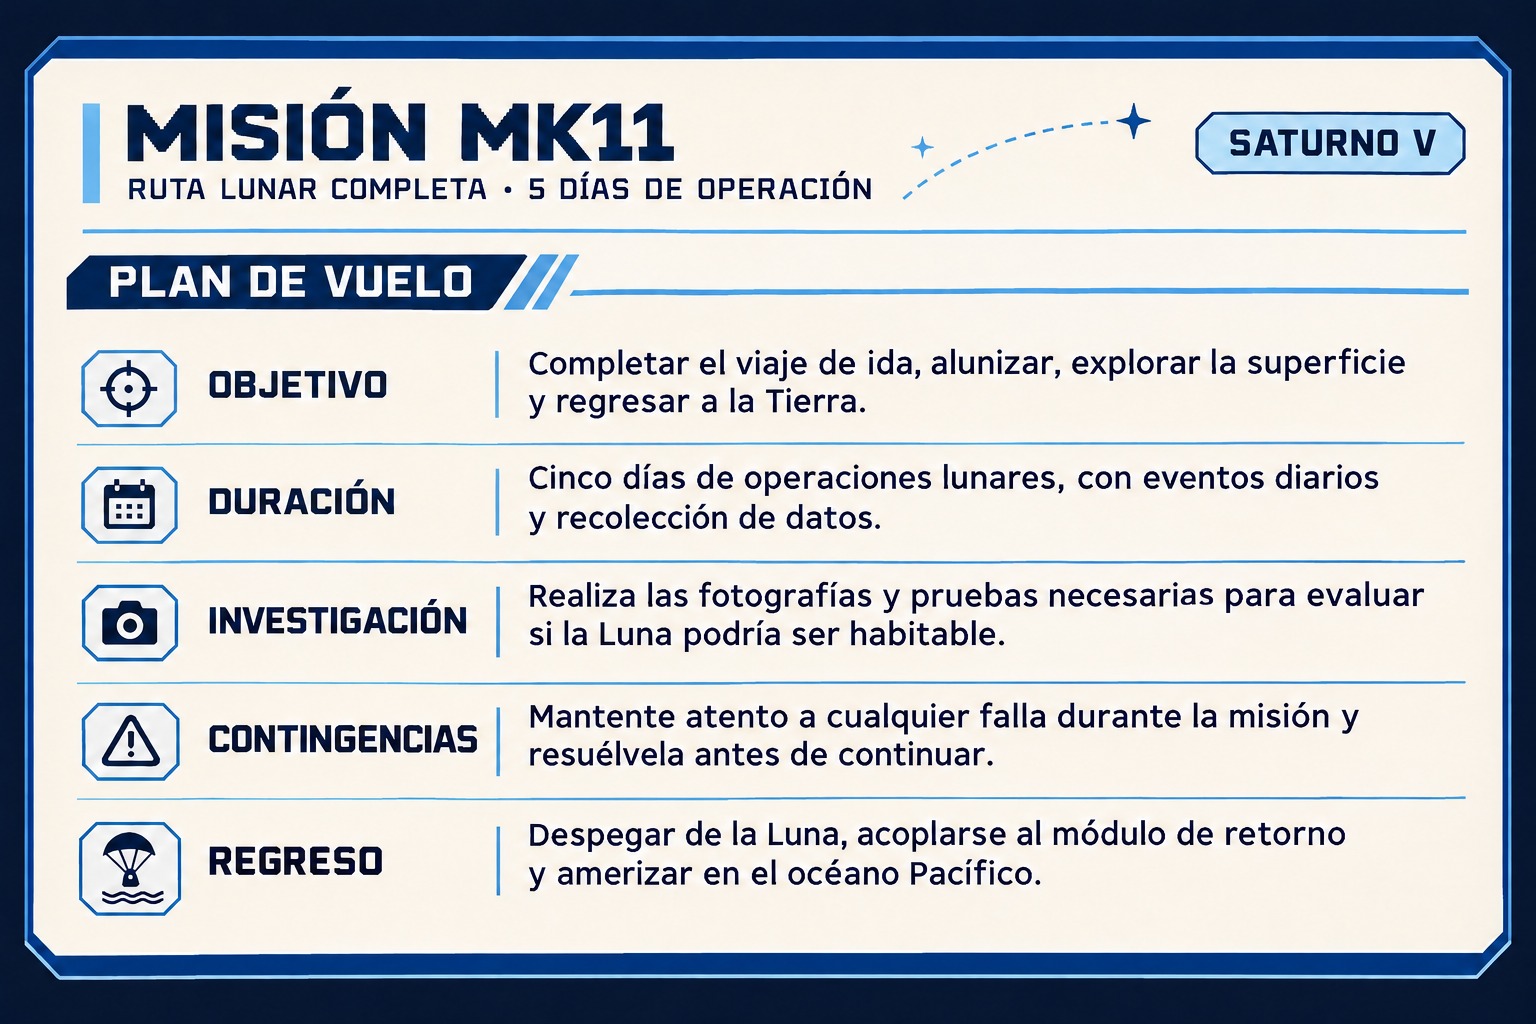 MISIÓN MK11
RUTA LUNAR COMPLETA • 5 DÍAS DE OPERACIÓN
SATURNO V
PLAN DE VUELO
OBJETIVO
Completar el viaje de ida, alunizar, explorar la superficie
y regresar a la Tierra.
DURACIÓN
Cinco días de operaciones lunares, con eventos diarios
y recolección de datos.
INVESTIGACIÓN
Realiza las fotografías y pruebas necesarias para evaluar
si la Luna podría ser habitable.
CONTINGENCIAS
Mantente atento a cualquier falla durante la misión y
resuélvela antes de continuar.
REGRESO
Despegar de la Luna, acoplarse al módulo de retorno
y amerizar en el océano Pacífico.